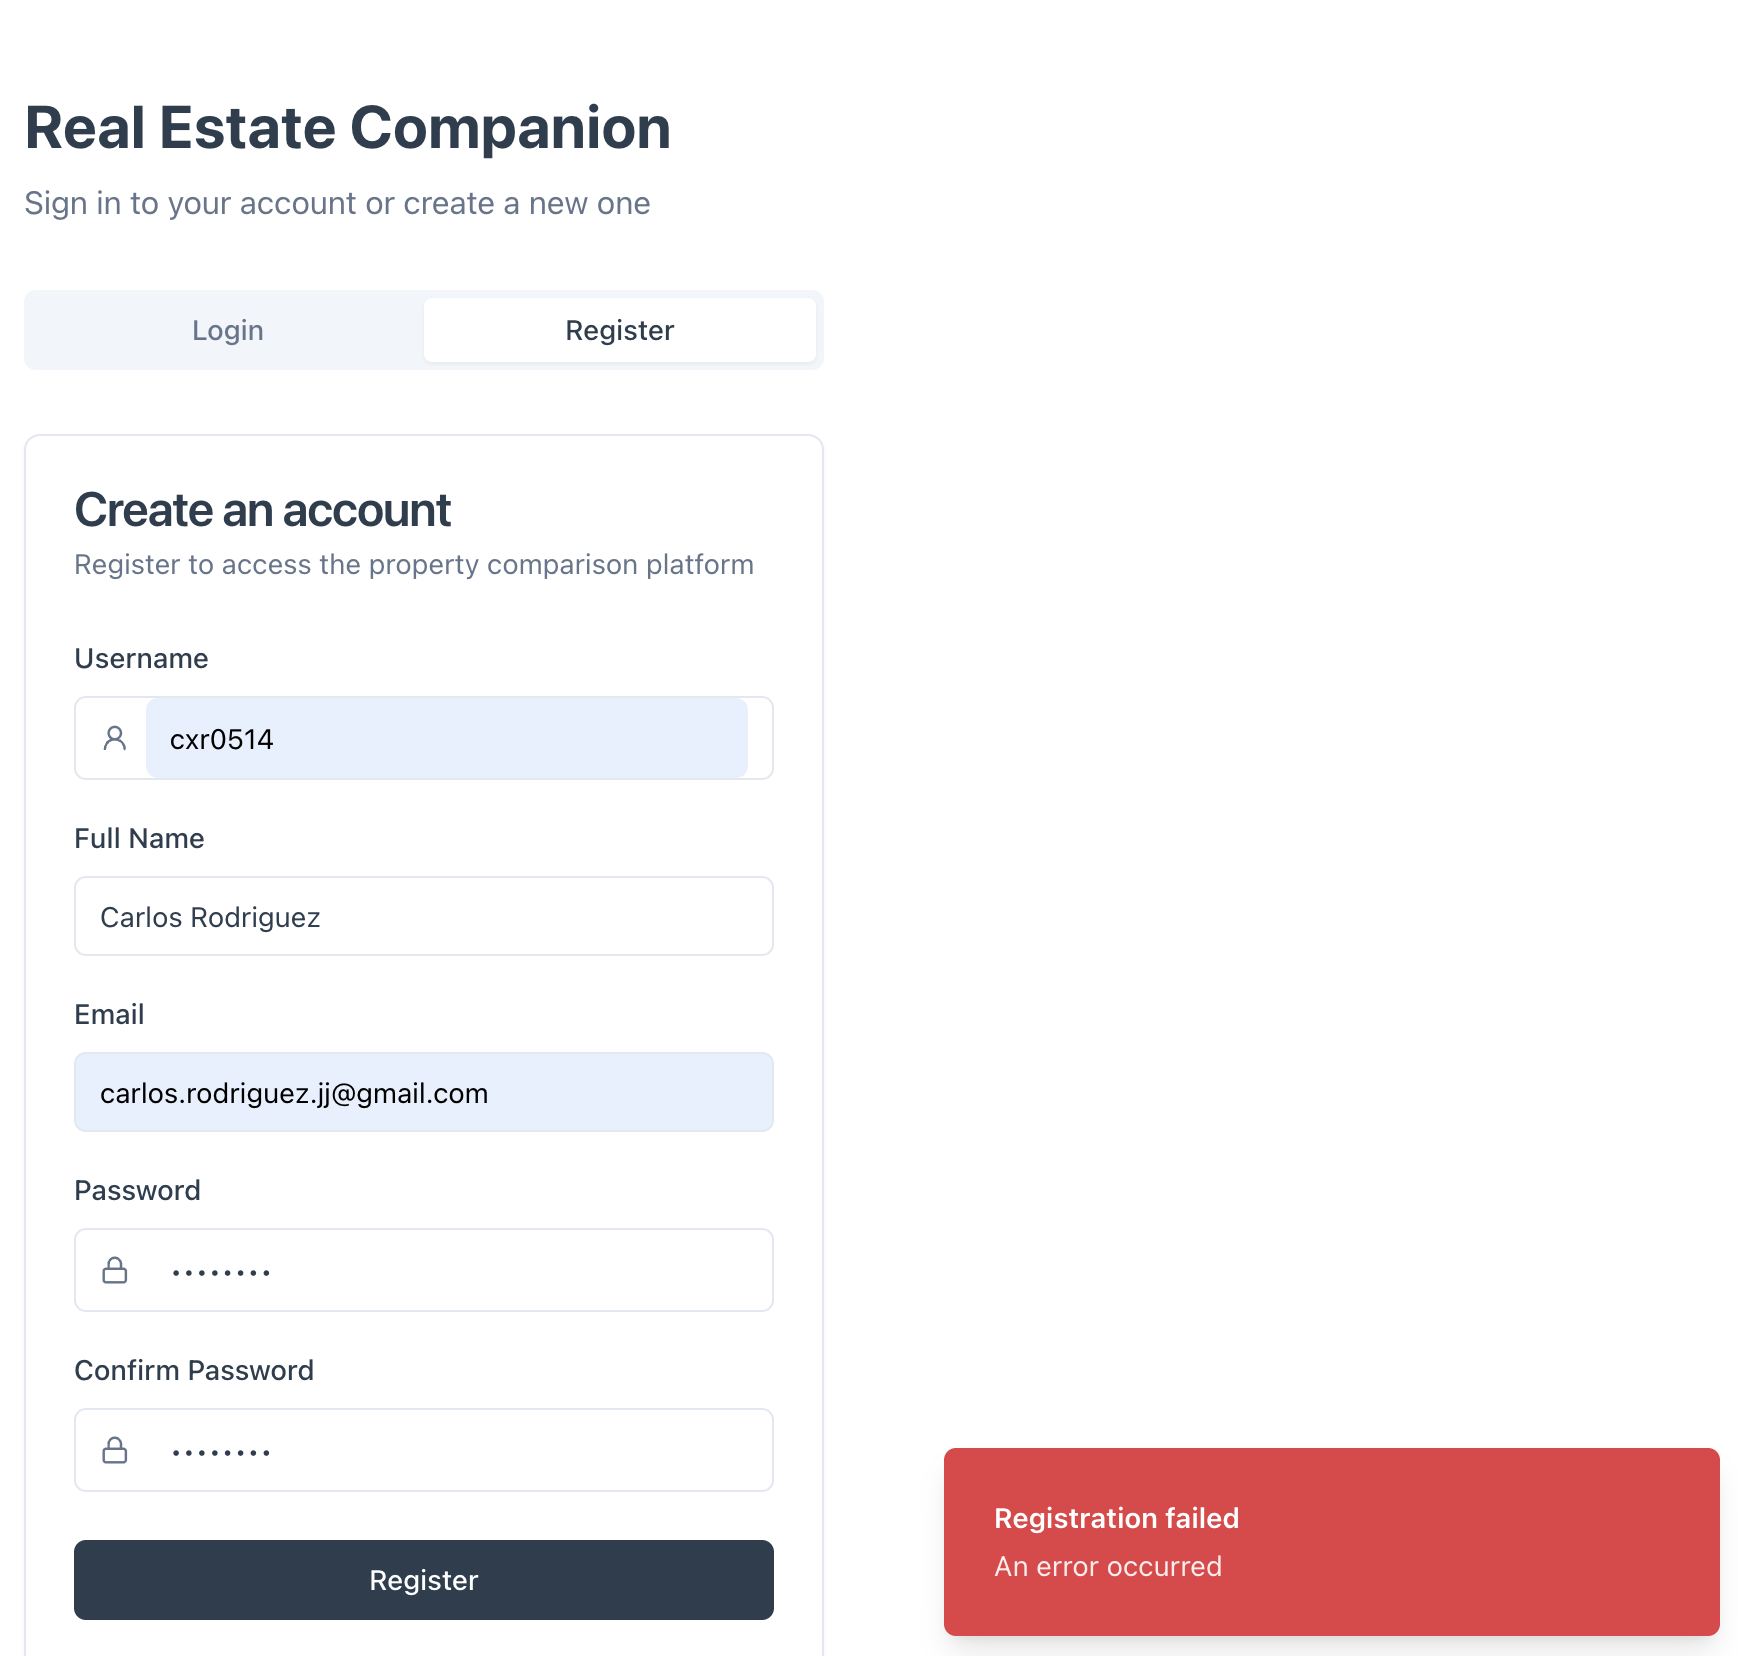 Real Estate Companion
Sign in to your account or create a new one
Login
Register
Create an account
Register to access the property comparison platform
Username
cxr0514
Full Name
Carlos Rodriguez
Email
carlos.rodriguez.jj@gmail.com
Password
••••••••
Confirm Password
••••••••
Register
Registration failed
An error occurred